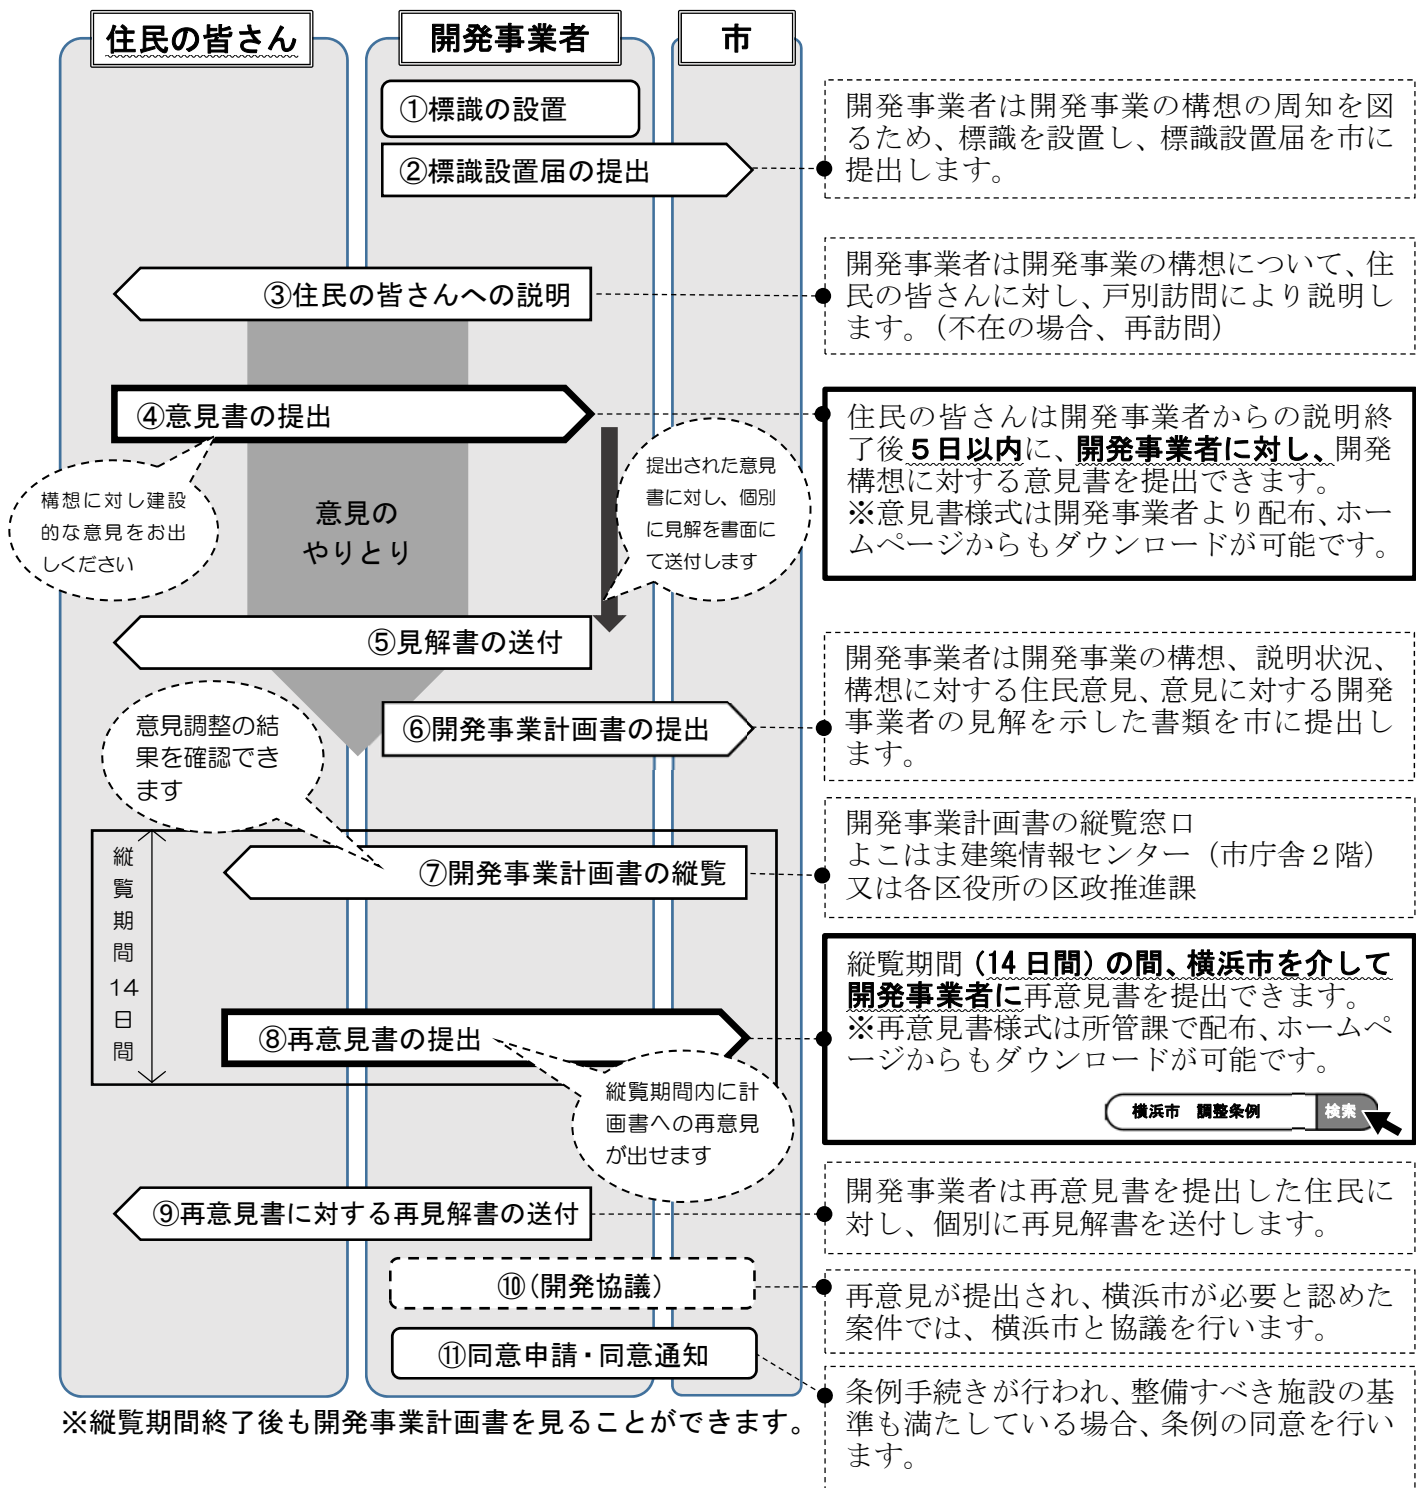 住民の皆さん
開発事業者
市
①標識の設置
②標識設置届の提出
開発事業者は開発事業の構想の周知を図
るため、標識を設置し、標識設置届を市に
提出します。
③住民の皆さんへの説明
開発事業者は開発事業の構想について、住
民の皆さんに対し、戸別訪問により説明し
ます。(不在の場合、再訪問)
④意見書の提出
構想に対し建設
的な意見をお出
しください
意見の
やりとり
提出された意見
書に対し、個別
に見解を書面に
て送付します
住民の皆さんは開発事業者からの説明終
了後5日以内に、開発事業者に対し、開発
構想に対する意見書を提出できます。
※意見書様式は開発事業者より配布、ホー
ムページからもダウンロードが可能です。
⑤見解書の送付
⑥開発事業計画書の提出
開発事業者は開発事業の構想、説明状況、
構想に対する住民意見、意見に対する開発
事業者の見解を示した書類を市に提出し
ます。
意見調整の結
果を確認でき
ます
縦覧期間14日間
⑦開発事業計画書の縦覧
開発事業計画書の縦覧窓口
よこはま建築情報センター(市庁舎2階)
又は各区役所の区政推進課
⑧再意見書の提出
縦覧期間内に計
画書への再意見
が出せます
縦覧期間(14日間)の間、横浜市を介して
開発事業者に再意見書を提出できます。
※再意見書様式は所管課で配布、ホームペ
ージからもダウンロードが可能です。
横浜市 調整条例 検索
⑨再意見書に対する再見解書の送付
開発事業者は再意見書を提出した住民に
対し、個別に再見解書を送付します。
⑩(開発協議)
再意見が提出され、横浜市が必要と認めた
案件では、横浜市と協議を行います。
⑪同意申請・同意通知
条例手続きが行われ、整備すべき施設の基
準も満たしている場合、条例の同意を行い
ます。
※縦覧期間終了後も開発事業計画書を見ることができます。